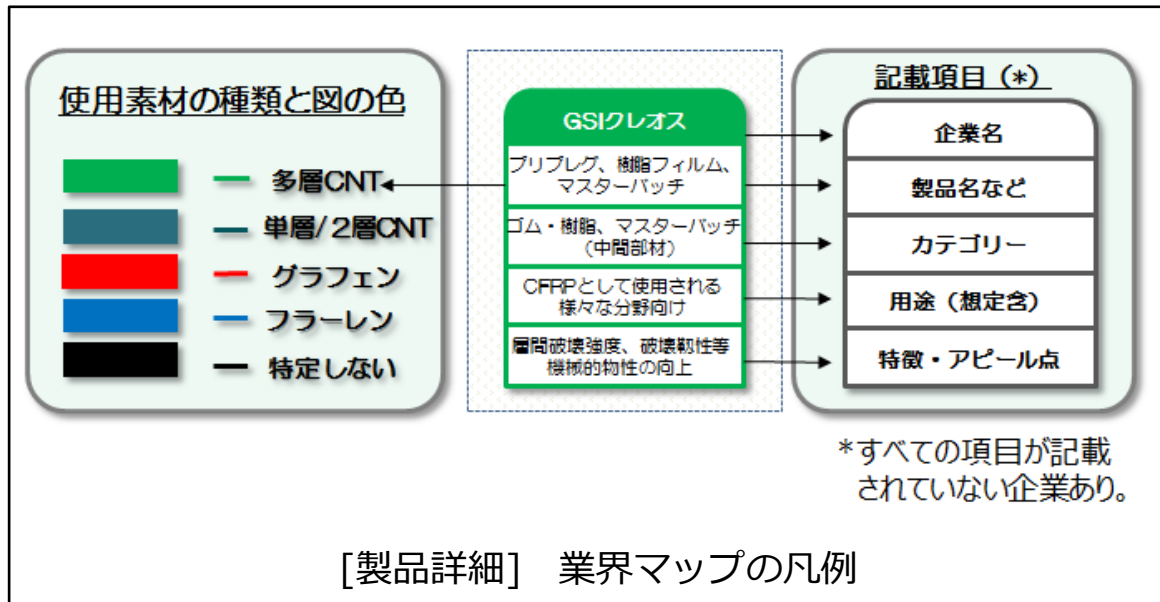 使用素材の種類と図の色
多層CNT
単層/2層CNT
グラフェン
フラーレン
特定しない
GSIクレオス
プリプレグ、樹脂フィルム、
マスターバッチ
ゴム・樹脂、マスターバッチ
(中間部材)
CFRPとして使用される
様々な分野向け
層間破壊強度、破壊靭性等
機械的物性の向上
記載項目(*)
企業名
製品名など
カテゴリー
用途(想定含)
特徴・アピール点
*すべての項目が記載
されていない企業あり。
[製品詳細] 業界マップの凡例